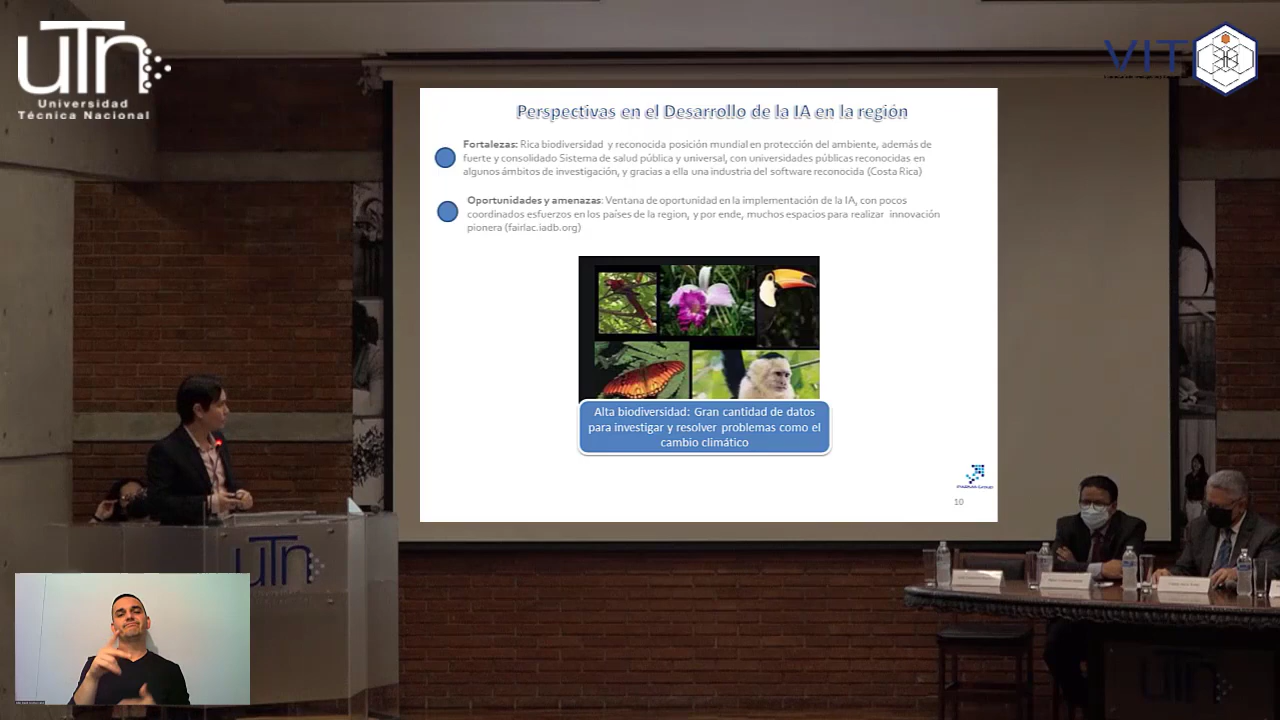 utn
Universidad
Técnica Nacional
VIT
Perspectivas en el Desarrollo de la IA en la región
Fortalezas: Rica biodiversidad y reconocida posición mundial en protección del ambiente, además de
fuerte y consolidado Sistema de salud pública y universal, con universidades públicas reconocidas en
algunos ámbitos de investigación, y gracias a ella una industria del software reconocida (Costa Rica)
Oportunidades y amenazas: Ventana de oportunidad en la implementación de la IA, con pocos
coordinados esfuerzos en los países de la region, y por ende, muchos espacios para realizar innovación
pionera (fairlac.iadb.org)
Alta biodiversidad: Gran cantidad de datos
para investigar y resolver problemas como el
cambio climático
10
utn
utn